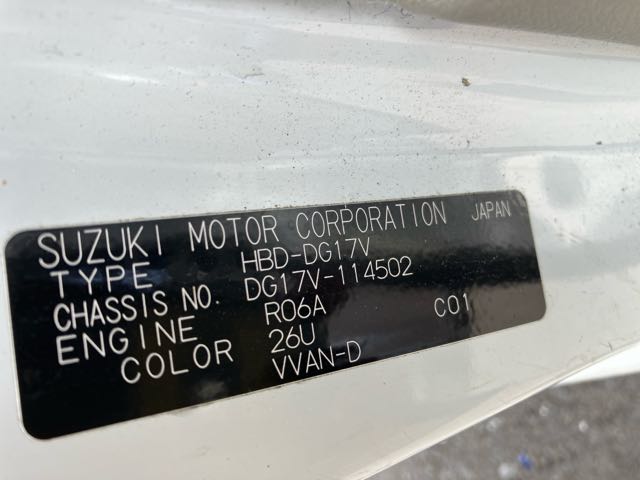 SUZUKI MOTOR CORPORATION JAPAN
TYPE HBD-DG17V
CHASSIS NO. DG17V-114502
ENGINE R06A C01
COLOR 26U
VVAN-D